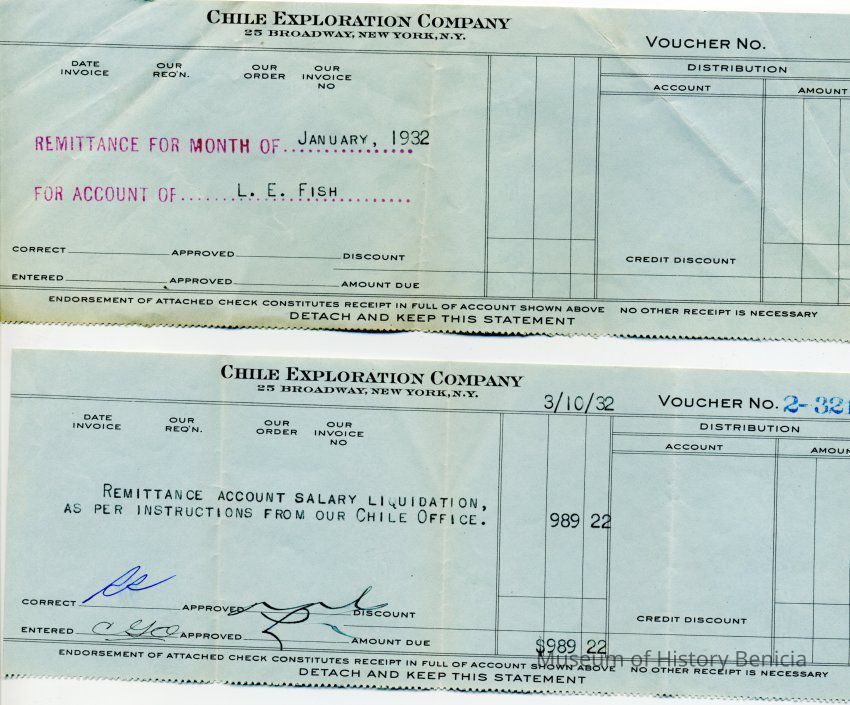 CHILE EXPLORATION COMPANY
25 BROADWAY, NEW YORK, N.Y.
VOUCHER NO.
DATE INVOICE
OUR REQ'N.
OUR ORDER
OUR INVOICE NO
DISTRIBUTION
ACCOUNT
AMOUNT
REMITTANCE FOR MONTH OF JANUARY, 1932
FOR ACCOUNT OF L. E. FISH
CORRECT APPROVED DISCOUNT
CREDIT DISCOUNT
ENTERED APPROVED AMOUNT DUE
ENDORSEMENT OF ATTACHED CHECK CONSTITUTES RECEIPT IN FULL OF ACCOUNT SHOWN ABOVE NO OTHER RECEIPT IS NECESSARY
DETACH AND KEEP THIS STATEMENT
CHILE EXPLORATION COMPANY
25 BROADWAY, NEW YORK, N.Y.
3/10/32
VOUCHER NO. 2-321
DATE INVOICE
OUR REQ'N.
OUR ORDER
OUR INVOICE NO
DISTRIBUTION
ACCOUNT
AMOUN
REMITTANCE ACCOUNT SALARY LIQUIDATION,
AS PER INSTRUCTIONS FROM OUR CHILE OFFICE. 989 22
CORRECT APPROVED DISCOUNT
CREDIT DISCOUNT
ENTERED APPROVED AMOUNT DUE $989 22
Museum of History Benicia
ENDORSEMENT OF ATTACHED CHECK CONSTITUTES RECEIPT IN FULL OF ACCOUNT SHOWN ABOVE NO OTHER RECEIPT IS NECESSARY
DETACH AND KEEP THIS STATEMENT